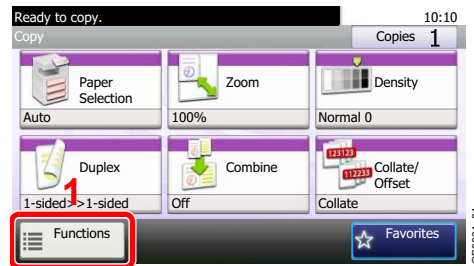 Ready to copy.
10:10
Copy
Copies 1
Paper
Selection
Zoom
Density
Auto
100%
Normal 0
Duplex
Combine
123123
112233
Collate/
Offset
1-sided>>1-sided
Off
Collate
1
Functions
Favorites